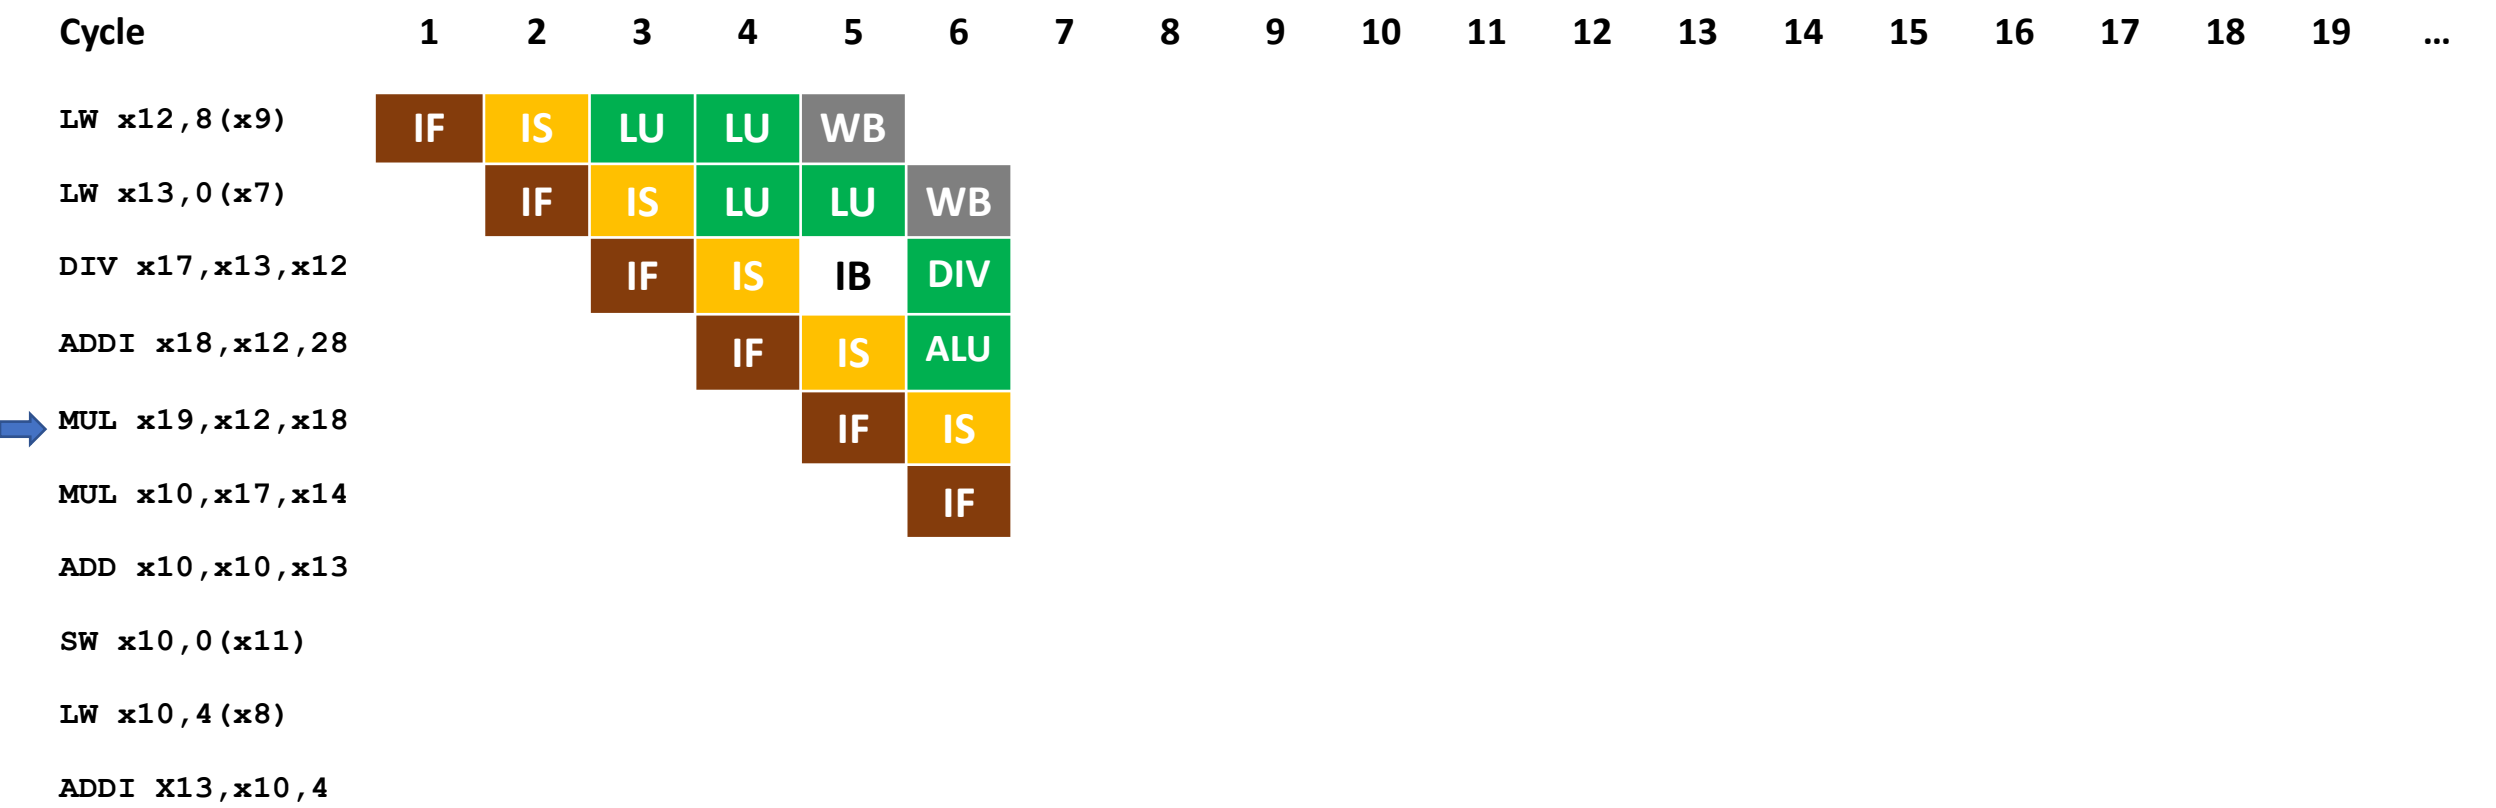 Cycle 1 2 3 4 5 6 7 8 9 10 11 12 13 14 15 16 17 18 19 ...
LW x12,8(x9) IF IS LU LU WB
LW x13,0(x7) IF IS LU LU WB
DIV x17,x13,x12 IF IS IB DIV
ADDI x18,x12,28 IF IS ALU
MUL x19,x12,x18 IF IS
MUL x10,x17,x14 IF
ADD x10,x10,x13
SW x10,0(x11)
LW x10,4(x8)
ADDI X13,x10,4